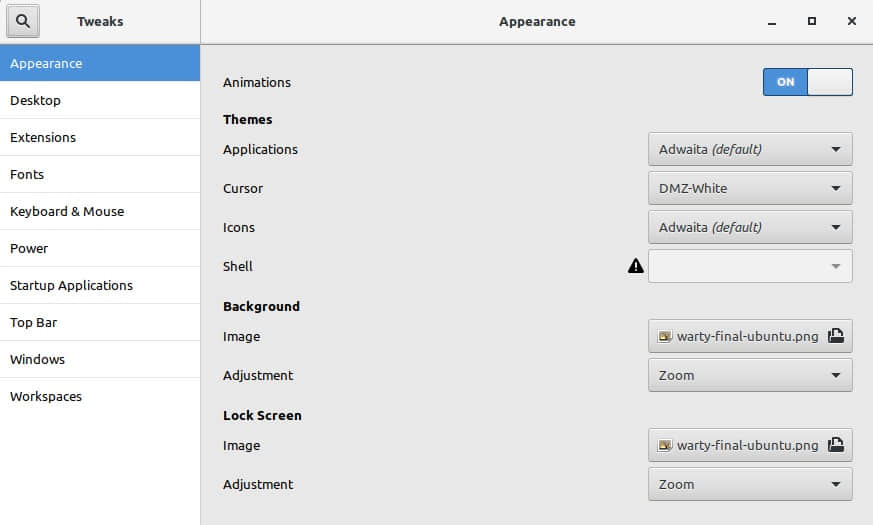 Tweaks
Appearance
Appearance
Desktop
Extensions
Fonts
Keyboard & Mouse
Power
Startup Applications
Top Bar
Windows
Workspaces
Animations ON
Themes
Applications Adwaita (default)
Cursor DMZ-White
Icons Adwaita (default)
Shell
Background
Image warty-final-ubuntu.png
Adjustment Zoom
Lock Screen
Image warty-final-ubuntu.png
Adjustment Zoom